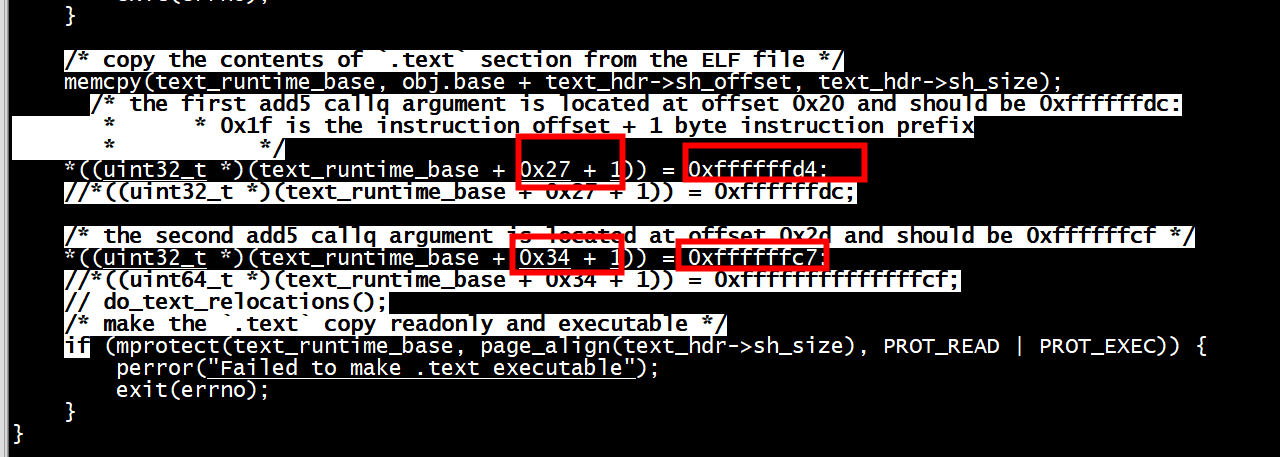 }
/* copy the contents of `.text` section from the ELF file */
memcpy(text_runtime_base, obj.base + text_hdr->sh_offset, text_hdr->sh_size);
/* the first add5 callq argument is located at offset 0x20 and should be 0xffffffdc:
* * 0x1f is the instruction offset + 1 byte instruction prefix
* */
*((uint32_t *)(text_runtime_base + 0x27 + 1)) = 0xffffffd4;
//*((uint32_t *)(text_runtime_base + 0x27 + 1)) = 0xffffffdc;
/* the second add5 callq argument is located at offset 0x2d and should be 0xffffffcf */
*((uint32_t *)(text_runtime_base + 0x34 + 1)) = 0xffffffc7;
//*((uint64_t *)(text_runtime_base + 0x34 + 1)) = 0xffffffffffffffcf;
// do_text_relocations();
/* make the `.text` copy readonly and executable */
if (mprotect(text_runtime_base, page_align(text_hdr->sh_size), PROT_READ | PROT_EXEC)) {
perror("Failed to make .text executable");
exit(errno);
}
}